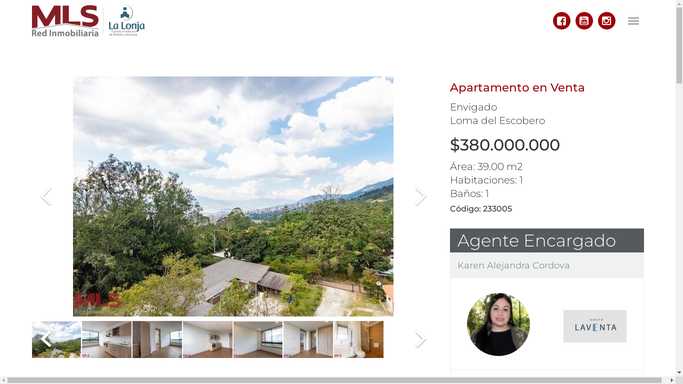 MLS
Red Inmobiliaria
La Lonja
Apartamento en Venta
Envigado
Loma del Escobero
$380.000.000
Área: 39.00 m2
Habitaciones: 1
Baños: 1
Código: 233005
Agente Encargado
Karen Alejandra Cordova
MLS
LAVENTA